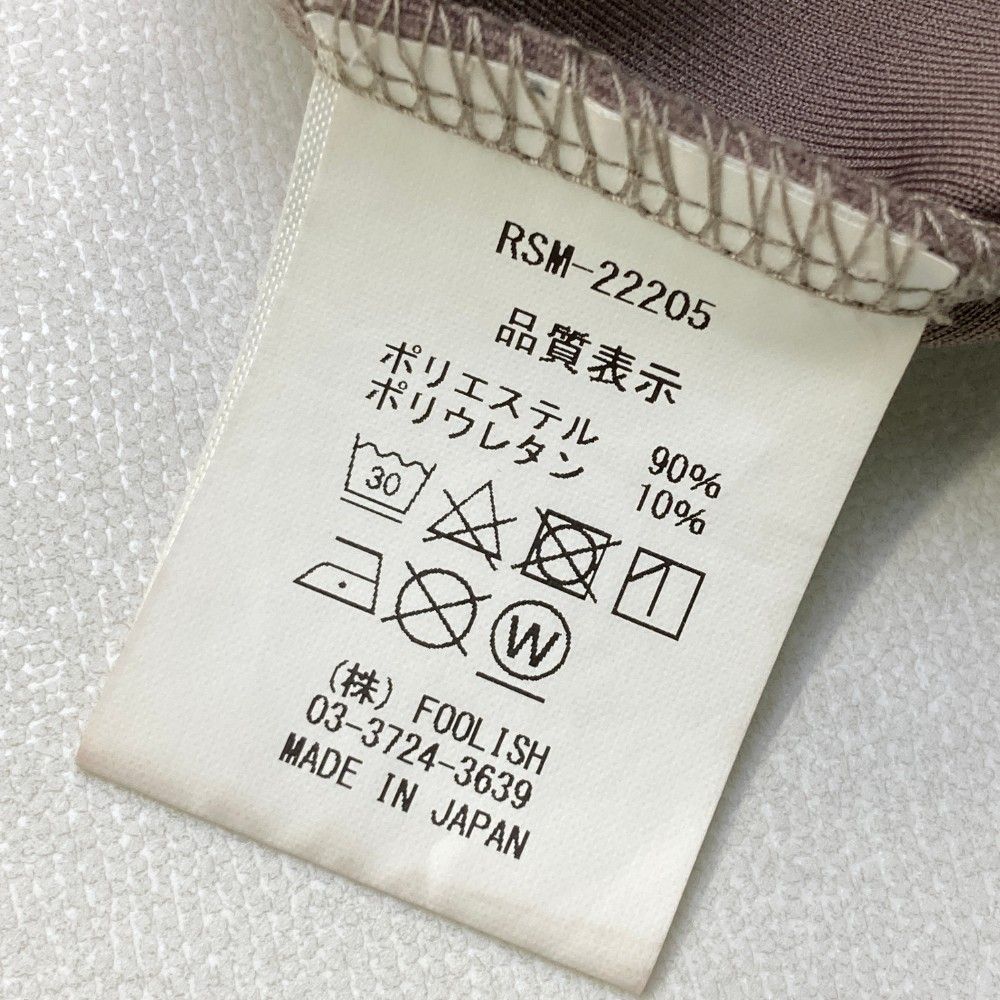 RSM-22205
品質表示
ポリエステル 90%
ポリウレタン 10%
30
W
(株) FOOLISH
03-3724-3639
MADE IN JAPAN